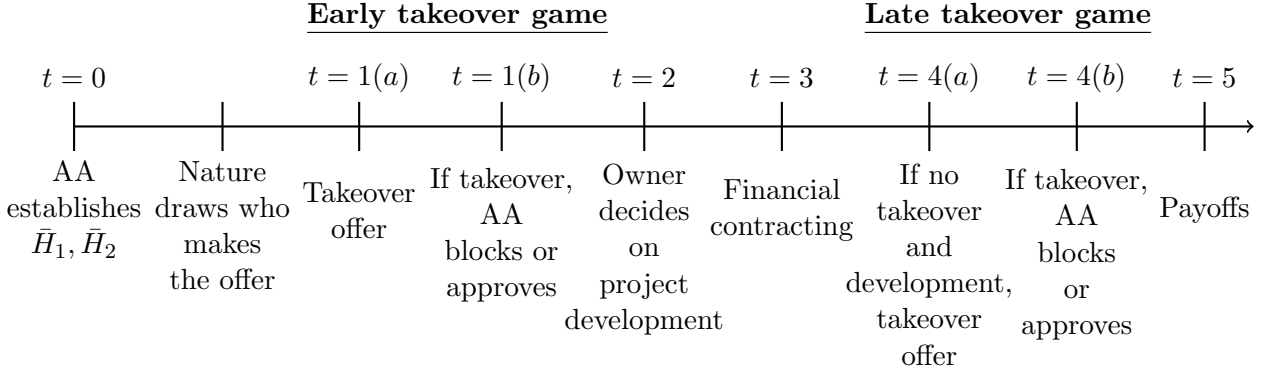 Early takeover game
Late takeover game
t = 0
t = 1(a)
t = 1(b)
t = 2
t = 3
t = 4(a)
t = 4(b)
t = 5
AA
establishes
H̄₁, H̄₂
Nature
draws who
makes
the offer
Takeover
offer
If takeover,
AA
blocks or
approves
Owner
decides
on
project
development
Financial
contracting
If no
takeover
and
development,
takeover
offer
If takeover,
AA
blocks
or
approves
Payoffs